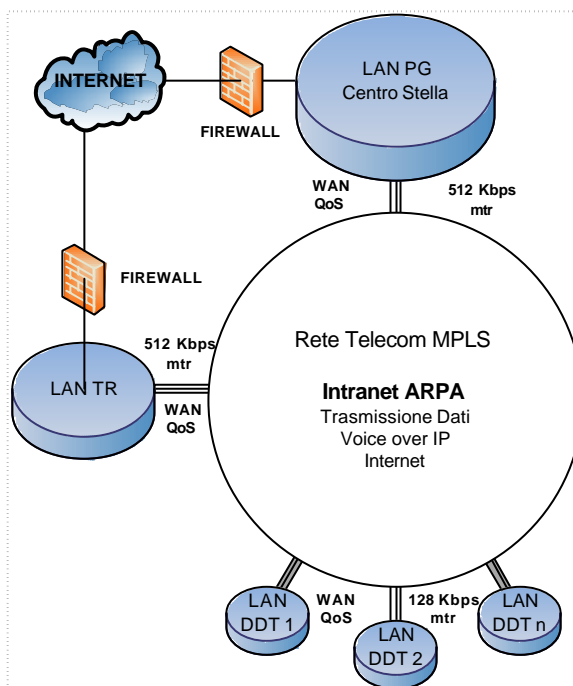 INTERNET
FIREWALL
LAN PG
Centro Stella
WAN
QoS
512 Kbps
mtr
FIREWALL
LAN TR
512 Kbps
mtr
WAN
QoS
Rete Telecom MPLS
Intranet ARPA
Trasmissione Dati
Voice over IP
Internet
LAN
DDT 1
WAN
QoS
LAN
DDT 2
128 Kbps
mtr
LAN
DDT n